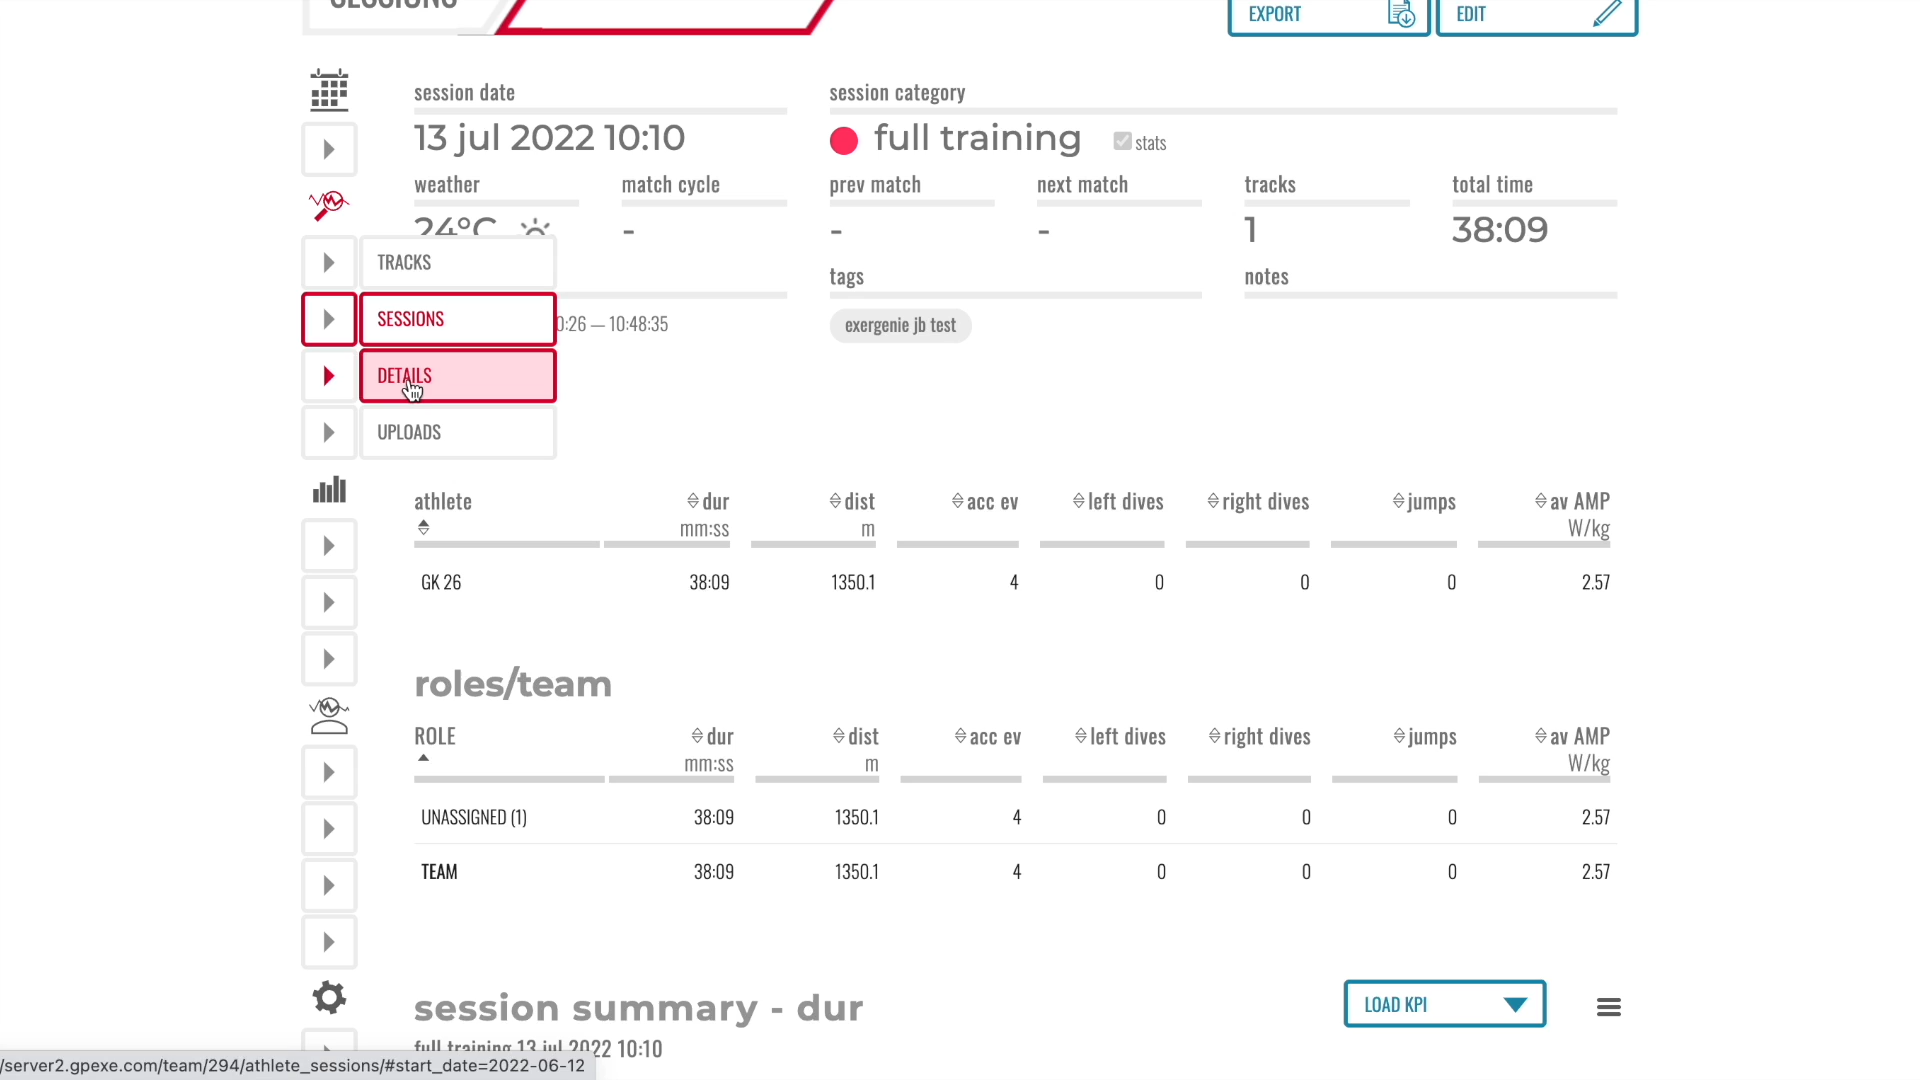 SESSIONS
EXPORT
EDIT
session date
session category
13 jul 2022 10:10
full training
stats
weather
match cycle
prev match
next match
tracks
total time
24°C
-
-
-
1
38:09
TRACKS
tags
notes
SESSIONS
0:26 — 10:48:35
exergenie jb test
DETAILS
UPLOADS
athlete dur dist acc ev left dives right dives jumps av AMP
mm:ss m W/kg
GK 26 38:09 1350.1 4 0 0 0 2.57
roles/team
ROLE dur dist acc ev left dives right dives jumps av AMP
mm:ss m W/kg
UNASSIGNED (1) 38:09 1350.1 4 0 0 0 2.57
TEAM 38:09 1350.1 4 0 0 0 2.57
session summary - dur
LOAD KPI
full training 13 jul 2022 10:10
/server2.gpexe.com/team/294/athlete_sessions/#start_date=2022-06-12